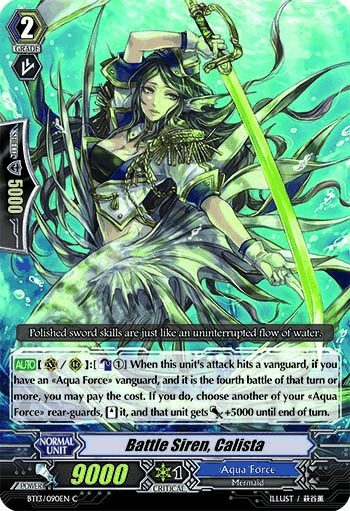 2
GRADE
SHIELD
5000
Polished sword skills are just like an uninterrupted flow of water.
AUTO [ / ]:[ ①] When this unit's attack hits a vanguard, if you
have an «Aqua Force» vanguard, and it is the fourth battle of that turn or
more, you may pay the cost. If you do, choose another of your «Aqua
Force» rear-guards, [ ] it, and that unit gets +5000 until end of turn.
NORMAL
UNIT
Battle Siren, Calista
POWER
9000
1
CRITICAL
Aqua Force
Mermaid
BT13/090EN C
ILLUST / 萩谷薫